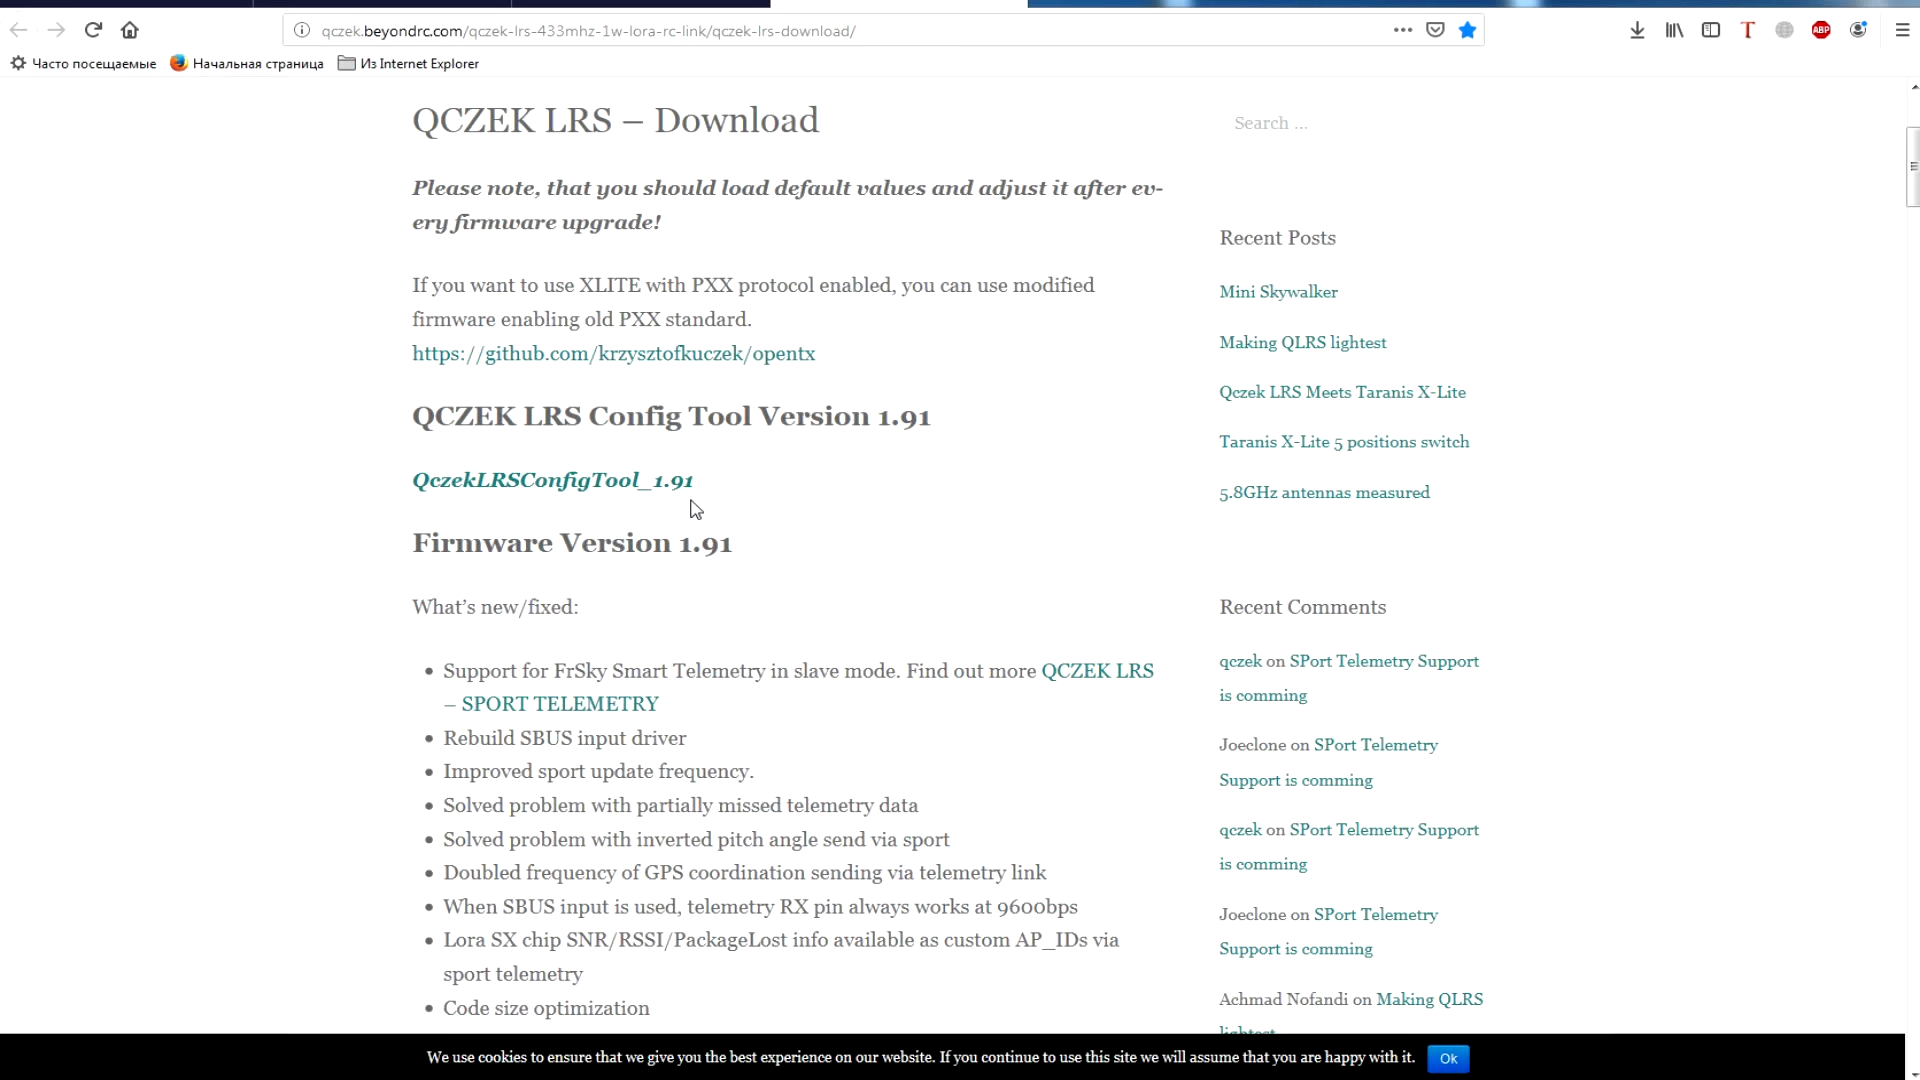 qczek.beyondrc.com/qczek-lrs-433mhz-1w-lora-rc-link/qczek-lrs-download/
T
ABP
Часто посещаемые
Начальная страница
Из Internet Explorer
QCZEK LRS – Download
Search ...
Please note, that you should load default values and adjust it after ev-
ery firmware upgrade!
Recent Posts
If you want to use XLITE with PXX protocol enabled, you can use modified
firmware enabling old PXX standard.
https://github.com/krzysztofkuczek/opentx
Mini Skywalker
Making QLRS lightest
Qczek LRS Meets Taranis X-Lite
Taranis X-Lite 5 positions switch
5.8GHz antennas measured
QCZEK LRS Config Tool Version 1.91
QczekLRSConfigTool_1.91
Firmware Version 1.91
What's new/fixed:
• Support for FrSky Smart Telemetry in slave mode. Find out more QCZEK LRS
– SPORT TELEMETRY
• Rebuild SBUS input driver
• Improved sport update frequency.
• Solved problem with partially missed telemetry data
• Solved problem with inverted pitch angle send via sport
• Doubled frequency of GPS coordination sending via telemetry link
• When SBUS input is used, telemetry RX pin always works at 9600bps
• Lora SX chip SNR/RSSI/PackageLost info available as custom AP_IDs via
sport telemetry
• Code size optimization
Recent Comments
qczek on SPort Telemetry Support
is comming
Joeclone on SPort Telemetry
Support is comming
qczek on SPort Telemetry Support
is comming
Joeclone on SPort Telemetry
Support is comming
Achmad Nofandi on Making QLRS
lightest
We use cookies to ensure that we give you the best experience on our website. If you continue to use this site we will assume that you are happy with it.
Ok